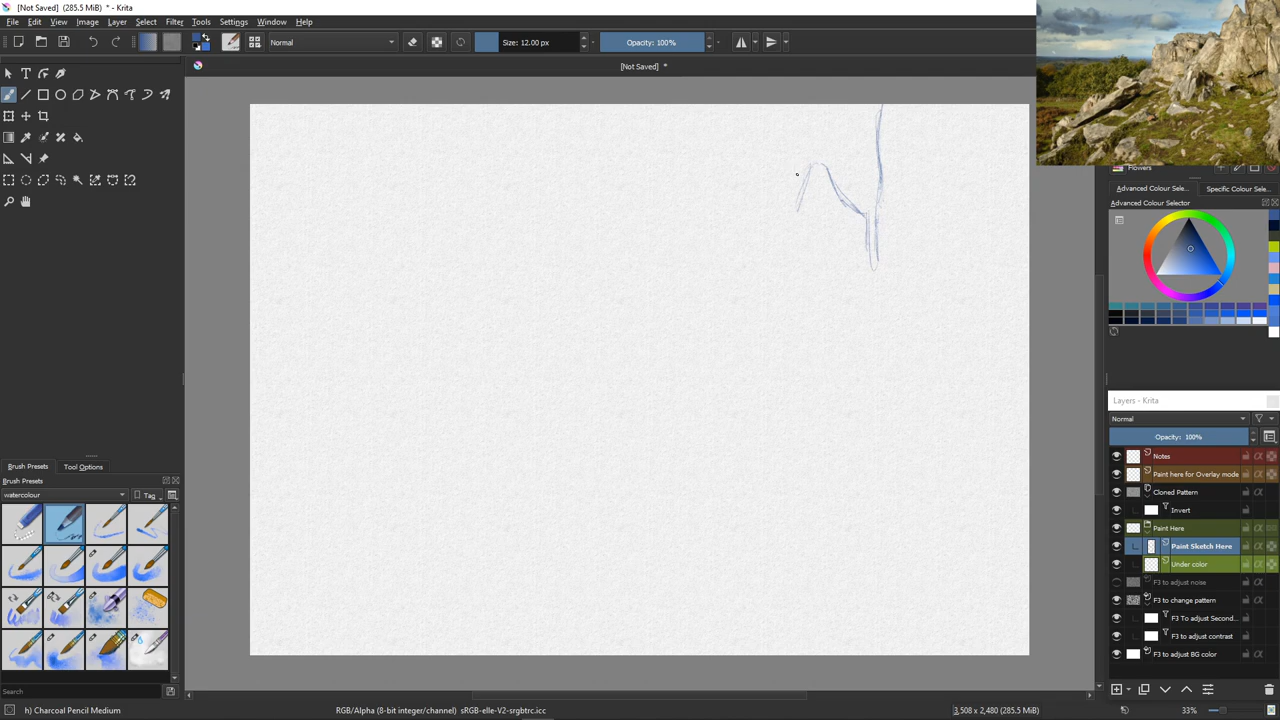 [Not Saved] (285.5 MiB) * - Krita
File Edit View Image Layer Select Filter Tools Settings Window Help
Normal
Size: 12.00 px
Opacity: 100%
[Not Saved] *
Flowers
Advanced Colour Sele...
Specific Colour Sele...
Advanced Colour Selector
Layers - Krita
Normal
Opacity: 100%
Notes
Paint here for Overlay mode
Cloned Pattern
Invert
Paint Here
Paint Sketch Here
Under color
F3 to adjust noise
F3 to change pattern
F3 To adjust Second...
F3 to adjust contrast
F3 to adjust BG color
Brush Presets
Tool Options
Brush Presets
watercolour
Tag
Search
h) Charcoal Pencil Medium
RGB/Alpha (8-bit integer/channel) sRGB-elle-V2-srgbtrc.icc
3,508 x 2,480 (285.5 MiB)
33%